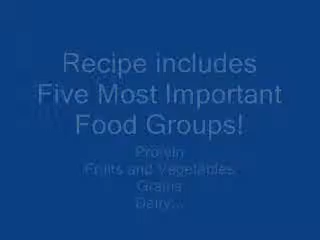 Recipe includes
Five Most Important
Food Groups!
Protein
Fruits and Vegetables
Grains
Dairy...